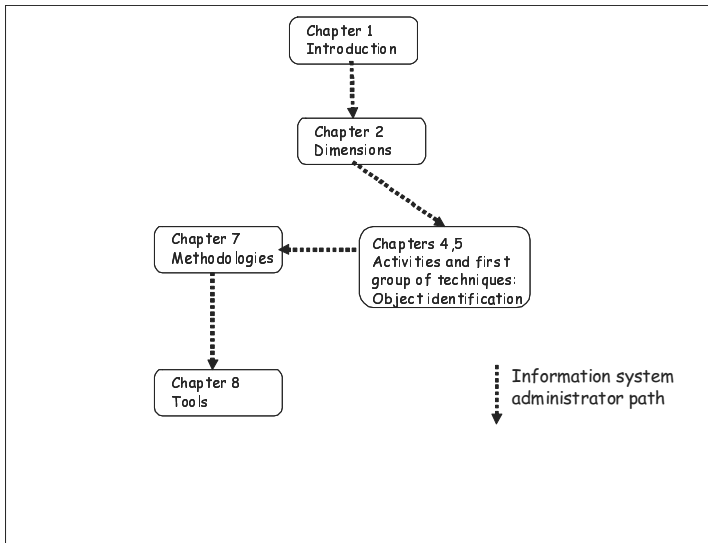 Chapter 1
Introduction
Chapter 2
Dimensions
Chapter 7
Methodologies
Chapters 4,5
Activities and first
group of techniques:
Object identification
Chapter 8
Tools
Information system
administrator path